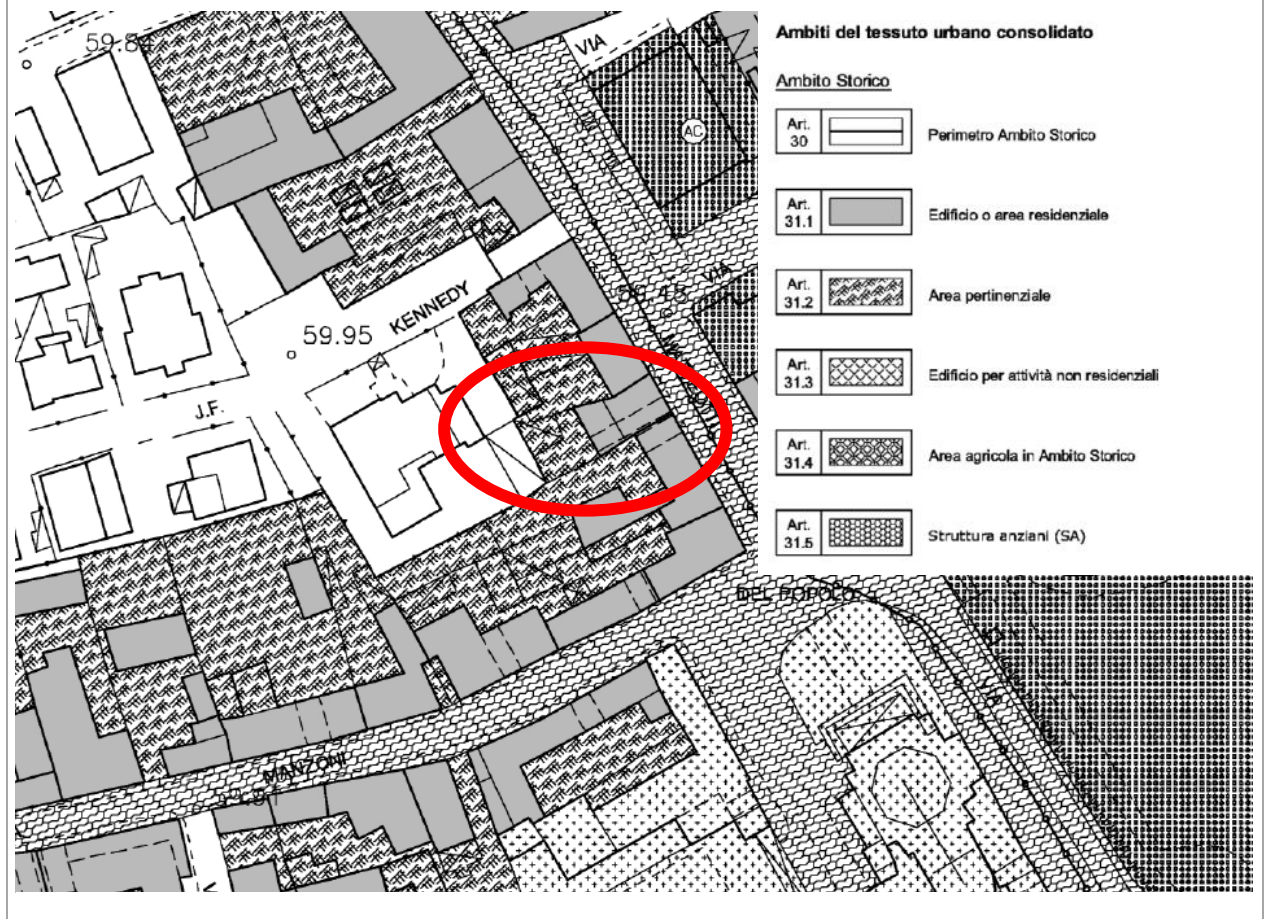 Ambiti del tessuto urbano consolidato
Ambito Storico
Art.
30
Perimetro Ambito Storico
Art.
31.1
Edificio o area residenziale
Art.
31.2
Area pertinenziale
Art.
31.3
Edificio per attività non residenziali
Art.
31.4
Area agricola in Ambito Storico
Art.
31.5
Struttura anziani (SA)
59.84
VIA
AC
VIA
KENNEDY
59.95
J.F.
DEL POPOLO
VIA
MANZONI